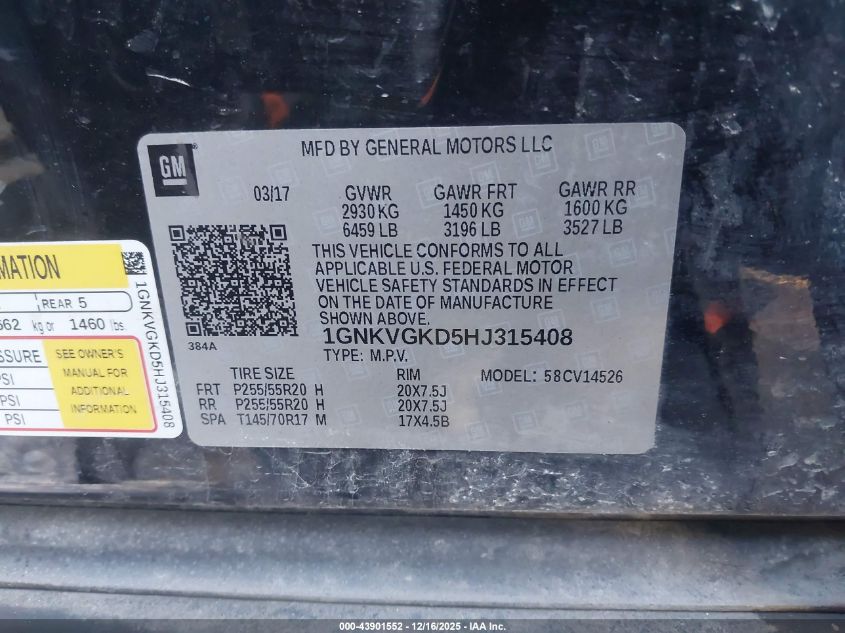 GM
MFD BY GENERAL MOTORS LLC
03/17 GVWR GAWR FRT GAWR RR
2930 KG 1450 KG 1600 KG
6459 LB 3196 LB 3527 LB
THIS VEHICLE CONFORMS TO ALL
APPLICABLE U.S. FEDERAL MOTOR
VEHICLE SAFETY STANDARDS IN EFFECT
ON THE DATE OF MANUFACTURE
SHOWN ABOVE.
384A
1GNKVGKD5HJ315408
TYPE: M.P.V.
TIRE SIZE RIM MODEL: 58CV14526
FRT P255/55R20 H 20X7.5J
RR P255/55R20 H 20X7.5J
SPA T145/70R17 M 17X4.5B
MATION
REAR 5
662 kg or 1460 lbs.
SSURE
SEE OWNER'S
MANUAL FOR
ADDITIONAL
INFORMATION
PSI
PSI
PSI
1GNKVGKD5HJ315408
000-43901552 - 12/16/2025 - IAA Inc.